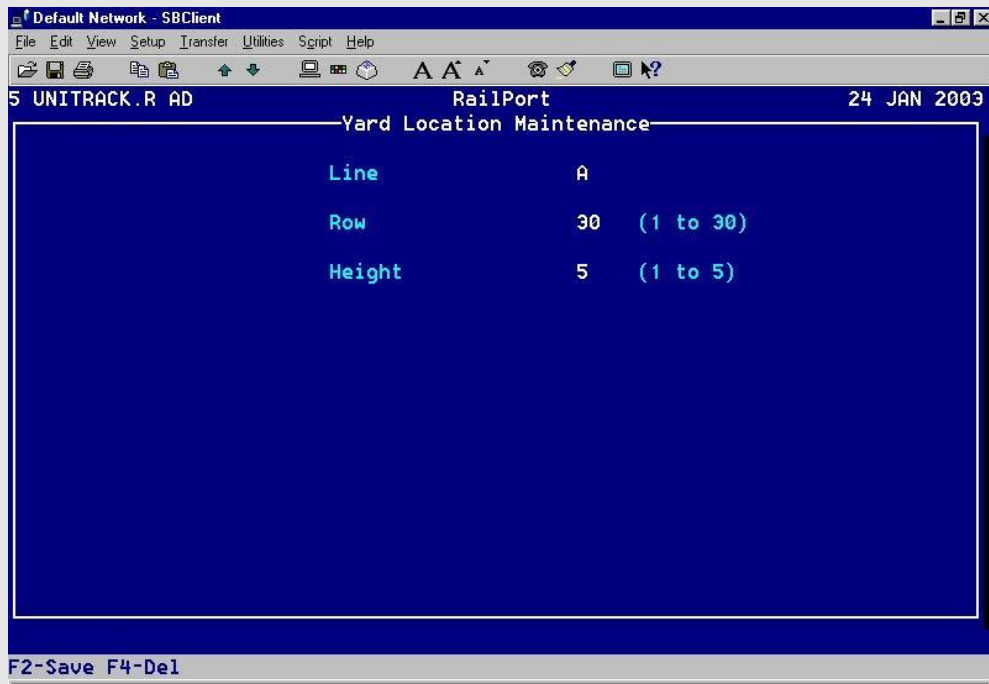 Default Network - SBClient
File Edit View Setup Transfer Utilities Script Help
A A A
5 UNITRACK.R AD RailPort 24 JAN 2003
Yard Location Maintenance
Line A
Row 30 (1 to 30)
Height 5 (1 to 5)
F2-Save F4-Del